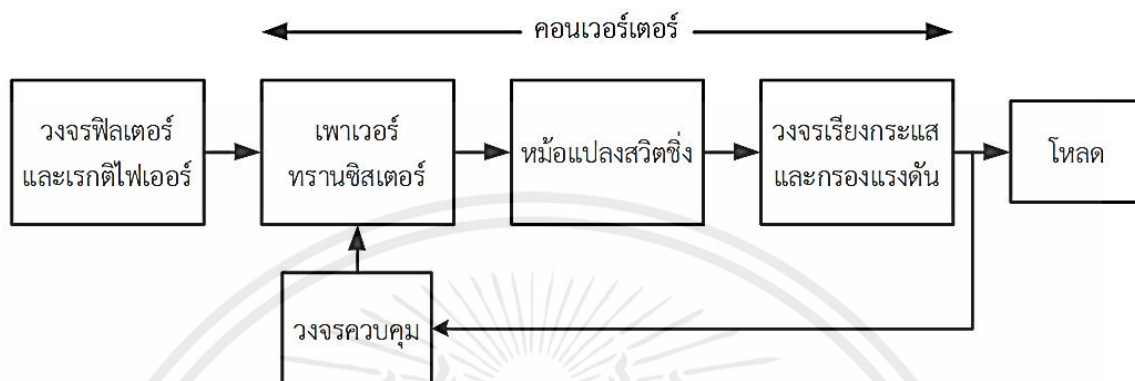 คอนเวอร์เตอร์
วงจรฟิลเตอร์
และเรกติไฟเออร์
เพาเวอร์
ทรานซิสเตอร์
หม้อแปลงสวิตชิ่ง
วงจรเรียงกระแส
และกรองแรงดัน
โหลด
วงจรควบคุม